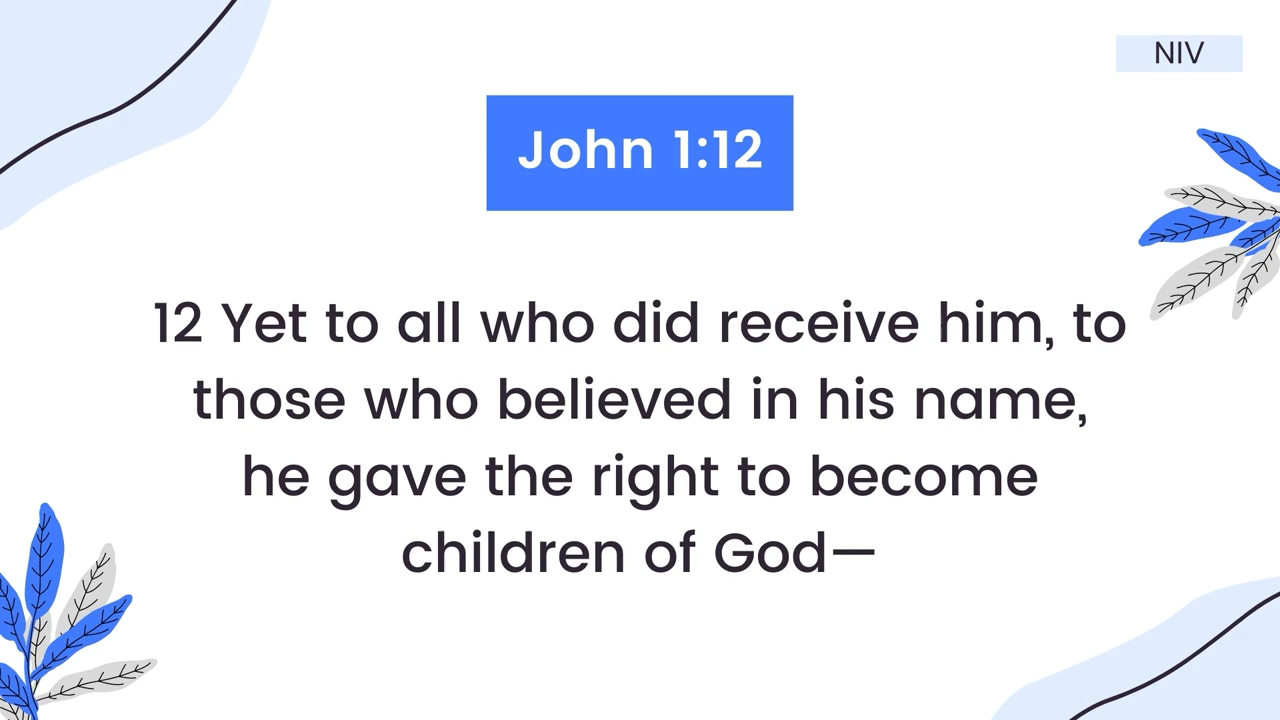 NIV
John 1:12
12 Yet to all who did receive him, to
those who believed in his name,
he gave the right to become
children of God—